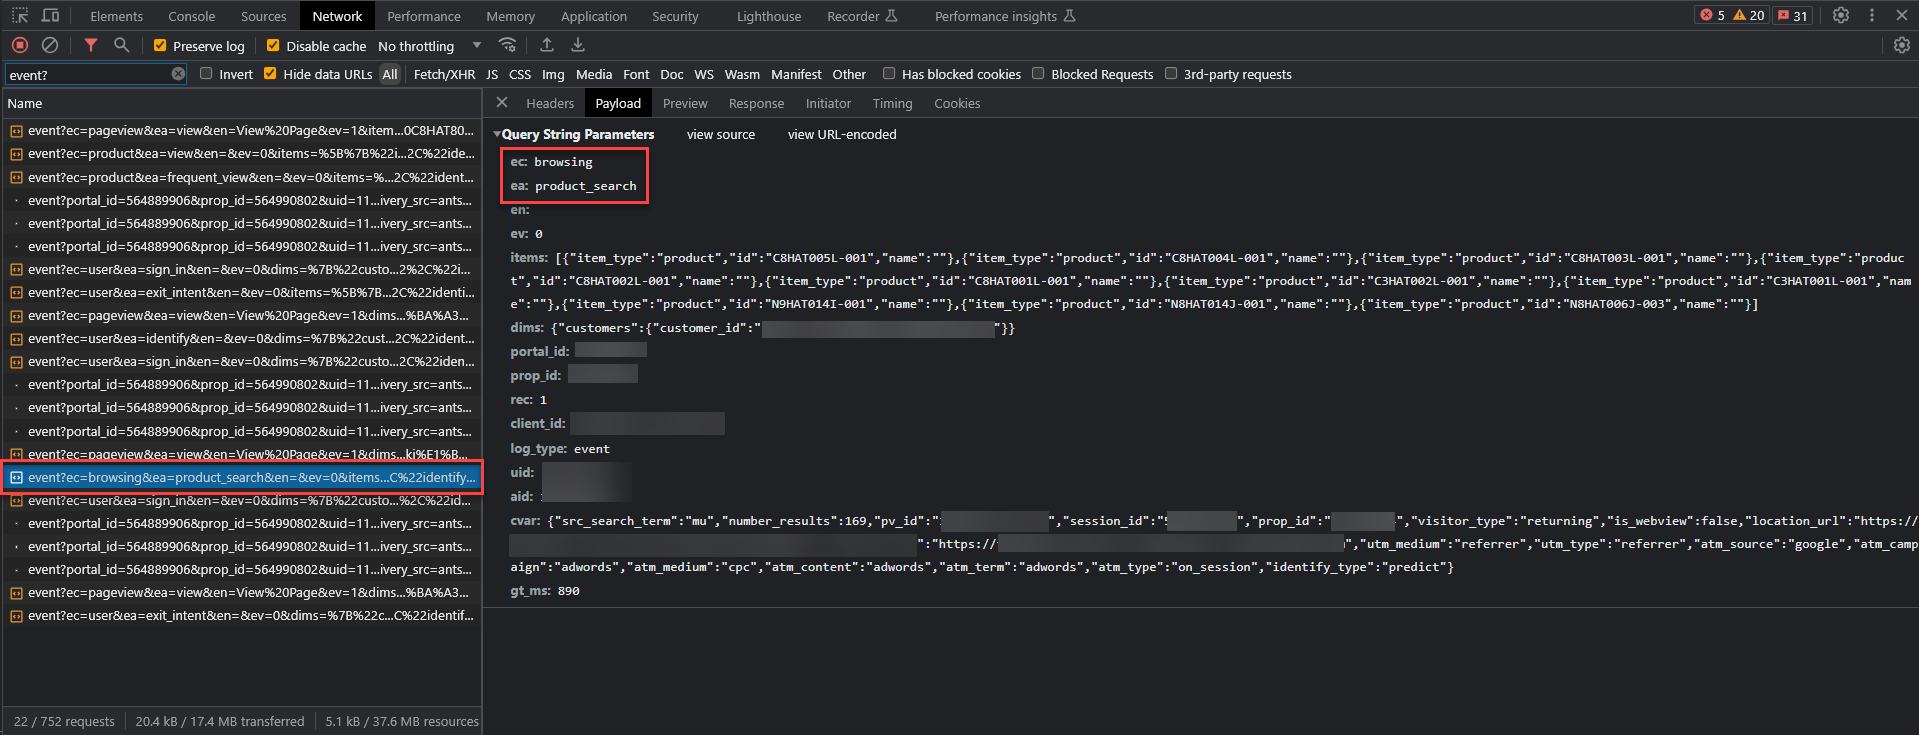 Elements Console Sources Network Performance Memory Application Security Lighthouse Recorder Performance insights 5 20 31
Preserve log Disable cache No throttling
event? Invert Hide data URLs All Fetch/XHR JS CSS Img Media Font Doc WS Wasm Manifest Other Has blocked cookies Blocked Requests 3rd-party requests
Name
event?ec=pageview&ea=view&en=View%20Page&ev=1&item...0C8HAT80...
event?ec=product&ea=view&en=&ev=0&items=%5B%7B%22i...2C%22ide...
event?ec=product&ea=frequent_view&en=&ev=0&items=%...2C%22ident...
event?portal_id=564889906&prop_id=564990802&uid=11...ivery_src=ants...
event?portal_id=564889906&prop_id=564990802&uid=11...ivery_src=ants...
event?portal_id=564889906&prop_id=564990802&uid=11...ivery_src=ants...
event?ec=user&ea=sign_in&en=&ev=0&dims=%7B%22custo...2%2C%22i...
event?ec=user&ea=exit_intent&en=&ev=0&items=%5B%7B...2C%22identi...
event?ec=pageview&ea=view&en=View%20Page&ev=1&dims...%BA%A3...
event?ec=user&ea=identify&en=&ev=0&dims=%7B%22cust...2C%22ident...
event?ec=user&ea=sign_in&en=&ev=0&dims=%7B%22custo...2C%22iden...
event?portal_id=564889906&prop_id=564990802&uid=11...ivery_src=ants...
event?portal_id=564889906&prop_id=564990802&uid=11...ivery_src=ants...
event?portal_id=564889906&prop_id=564990802&uid=11...ivery_src=ants...
event?ec=pageview&ea=view&en=View%20Page&ev=1&dims...ki%E1%B...
event?ec=browsing&ea=product_search&en=&ev=0&items...C%22identify...
event?ec=user&ea=sign_in&en=&ev=0&dims=%7B%22custo...%2C%22id...
event?portal_id=564889906&prop_id=564990802&uid=11...ivery_src=ants...
event?portal_id=564889906&prop_id=564990802&uid=11...ivery_src=ants...
event?portal_id=564889906&prop_id=564990802&uid=11...ivery_src=ants...
event?ec=pageview&ea=view&en=View%20Page&ev=1&dims...%BA%A3...
event?ec=user&ea=exit_intent&en=&ev=0&dims=%7B%22c...C%22identif...
22 / 752 requests 20.4 kB / 17.4 MB transferred 5.1 kB / 37.6 MB resources
Headers Payload Preview Response Initiator Timing Cookies
Query String Parameters view source view URL-encoded
ec: browsing
ea: product_search
en:
ev: 0
items: [{"item_type":"product","id":"C8HAT005L-001","name":""},{"item_type":"product","id":"C8HAT004L-001","name":""},{"item_type":"product","id":"C8HAT003L-001","name":""},{"item_type":"produc
t","id":"C8HAT002L-001","name":""},{"item_type":"product","id":"C8HAT001L-001","name":""},{"item_type":"product","id":"C3HAT002L-001","name":""},{"item_type":"product","id":"C3HAT001L-001","nam
e":""},{"item_type":"product","id":"N9HAT014I-001","name":""},{"item_type":"product","id":"N8HAT014J-001","name":""},{"item_type":"product","id":"N8HAT006J-003","name":""}]
dims: {"customers":{"customer_id":" "}}
portal_id:
prop_id:
rec: 1
client_id:
log_type: event
uid:
aid:
cvar: {"src_search_term":"mu","number_results":169,"pv_id":" ","session_id":" ","prop_id":" ","visitor_type":"returning","is_webview":false,"location_url":"https://
":"https:// ","utm_medium":"referrer","utm_type":"referrer","atm_source":"google","atm_camp
aign":"adwords","atm_medium":"cpc","atm_content":"adwords","atm_term":"adwords","atm_type":"on_session","identify_type":"predict"}
gt_ms: 890